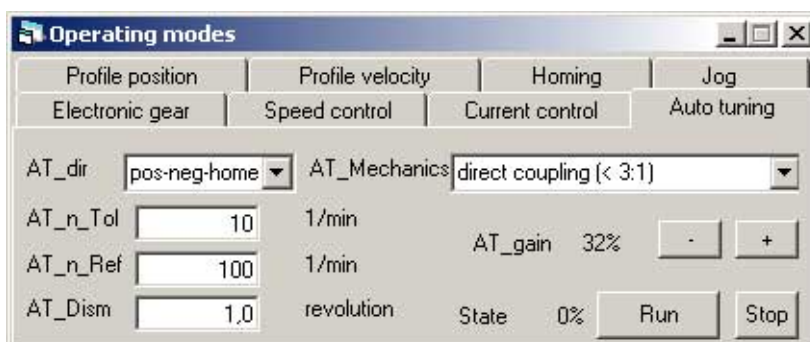 Operating modes
Profile position Profile velocity Homing Jog
Electronic gear Speed control Current control Auto tuning
AT_dir pos-neg-home AT_Mechanics direct coupling (< 3:1)
AT_n_Tol 10 1/min
AT_gain 32% - +
AT_n_Ref 100 1/min
AT_Dism 1,0 revolution
State 0% Run Stop